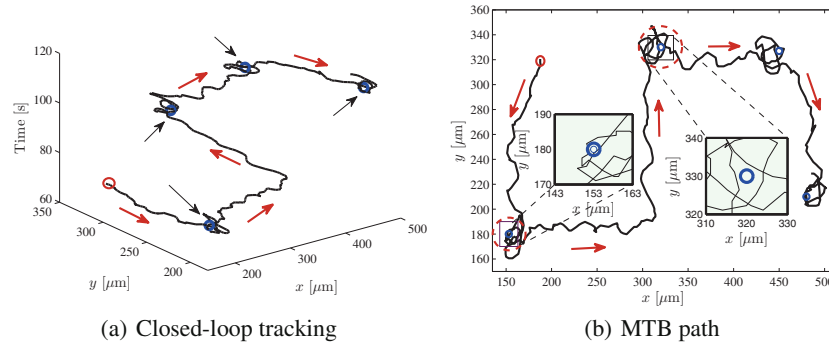 120
100
80
60
Time [s]
350
300
250
200
y [µm]
200
300
400
500
x [µm]
(a) Closed-loop tracking
360
340
320
300
280
260
240
220
200
180
160
y [µm]
150
200
250
300
350
400
450
500
x [µm]
190
180
170
y [µm]
143 153 163
x [µm]
340
330
320
y [µm]
310 320 330
x [µm]
(b) MTB path